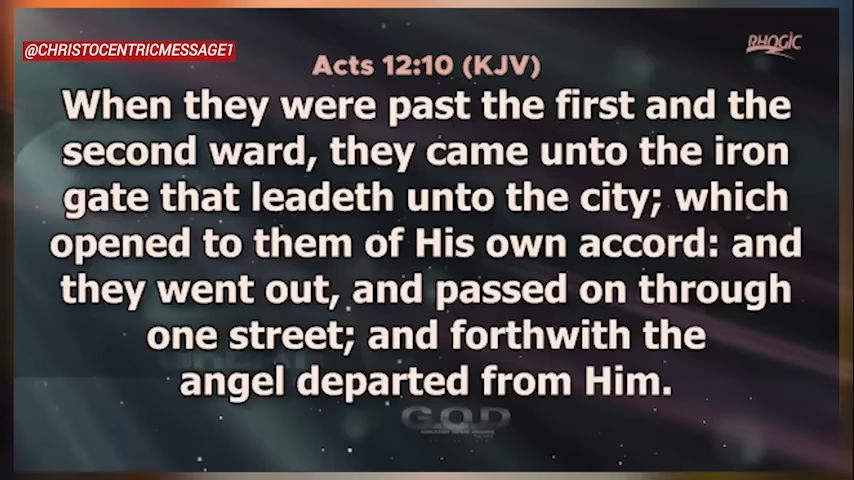 @CHRISTOCENTRICMESSAGE1
RHOGIC
Acts 12:10 (KJV)
When they were past the first and the
second ward, they came unto the iron
gate that leadeth unto the city; which
opened to them of His own accord: and
they went out, and passed on through
one street; and forthwith the
angel departed from Him.
G.O.D